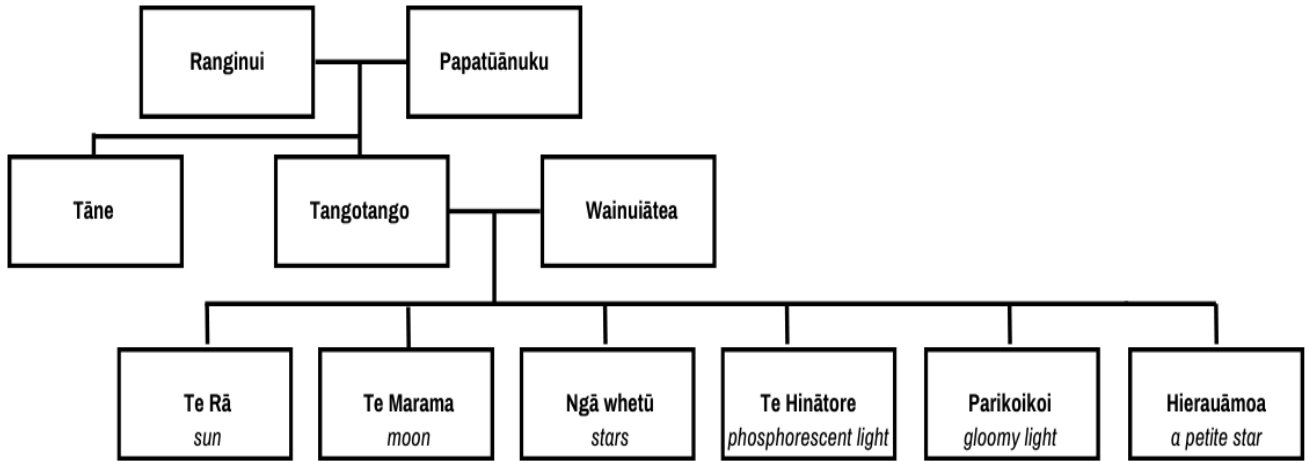 Ranginui
Papatūānuku
Tāne
Tangotango
Wainuiātea
Te Rā
sun
Te Marama
moon
Ngā whetū
stars
Te Hinātore
phosphorescent light
Parikoikoi
gloomy light
Hierauāmoa
a petite star